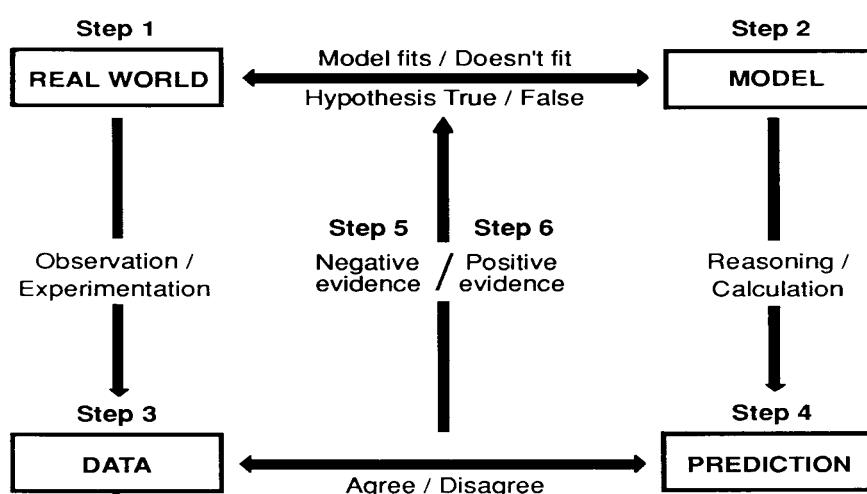 Step 1
Step 2
REAL WORLD
Model fits / Doesn't fit
MODEL
Hypothesis True / False
Step 5
Step 6
Observation /
Experimentation
Negative
evidence
/
Positive
evidence
Reasoning /
Calculation
Step 3
Step 4
DATA
PREDICTION
Agree / Disagree